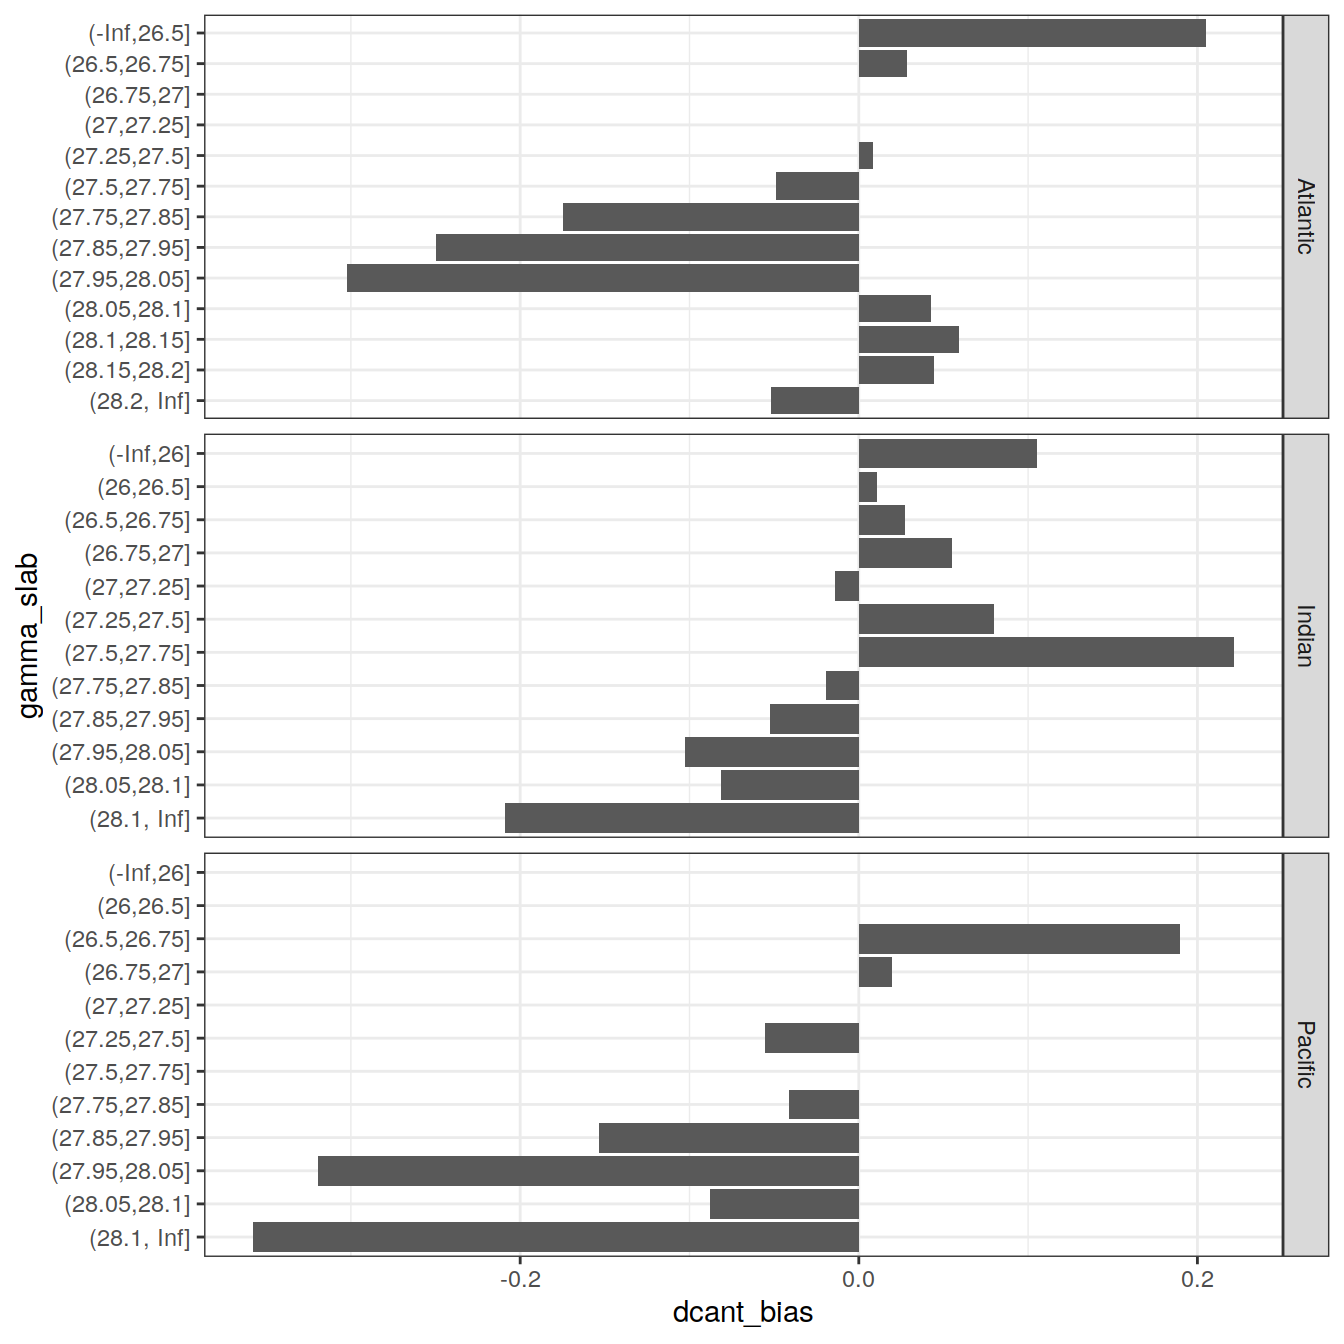 (-Inf,26.5]
(26.5,26.75]
(26.75,27]
(27,27.25]
(27.25,27.5]
(27.5,27.75]
(27.75,27.85]
(27.85,27.95]
(27.95,28.05]
(28.05,28.1]
(28.1,28.15]
(28.15,28.2]
(28.2, Inf]
Atlantic
(-Inf,26]
(26,26.5]
(26.5,26.75]
(26.75,27]
(27,27.25]
(27.25,27.5]
(27.5,27.75]
(27.75,27.85]
(27.85,27.95]
(27.95,28.05]
(28.05,28.1]
(28.1, Inf]
Indian
gamma_slab
(-Inf,26]
(26,26.5]
(26.5,26.75]
(26.75,27]
(27,27.25]
(27.25,27.5]
(27.5,27.75]
(27.75,27.85]
(27.85,27.95]
(27.95,28.05]
(28.05,28.1]
(28.1, Inf]
Pacific
-0.2 0.0 0.2
dcant_bias